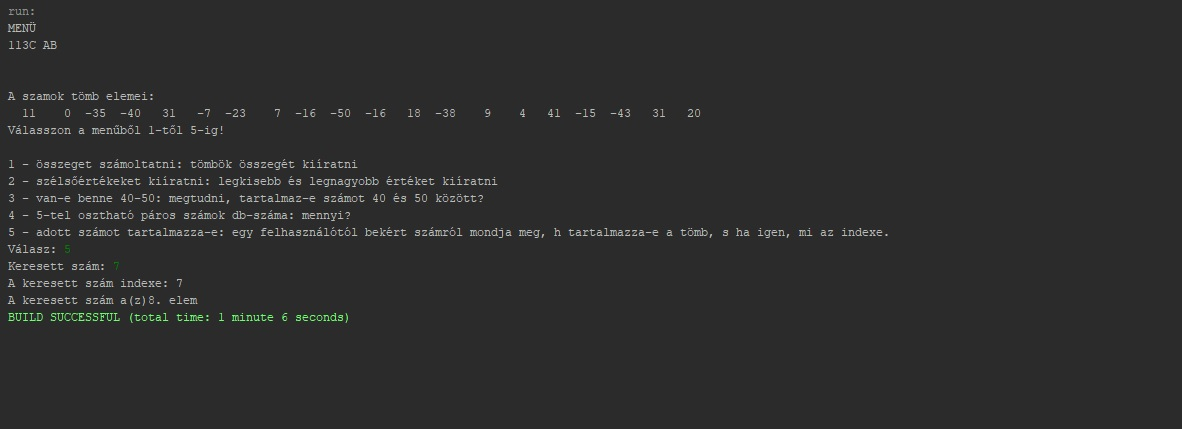 run:
MENÜ
113C AB
A szamok tömb elemei:
11 0 -35 -40 31 -7 -23 7 -16 -50 -16 18 -38 9 4 41 -15 -43 31 20
Válasszon a menűből 1-től 5-ig!
1 - összeget számoltatni: tömbök összegét kiíratni
2 - szélsőértékeket kiíratni: legkisebb és legnagyobb értéket kiíratni
3 - van-e benne 40-50: megtudni, tartalmaz-e számot 40 és 50 között?
4 - 5-tel osztható páros számok db-száma: mennyi?
5 - adott számot tartalmazza-e: egy felhasználótól bekért számról mondja meg, h tartalmazza-e a tömb, s ha igen, mi az indexe.
Válasz: 5
Keresett szám: 7
A keresett szám indexe: 7
A keresett szám a(z)8. elem
BUILD SUCCESSFUL (total time: 1 minute 6 seconds)